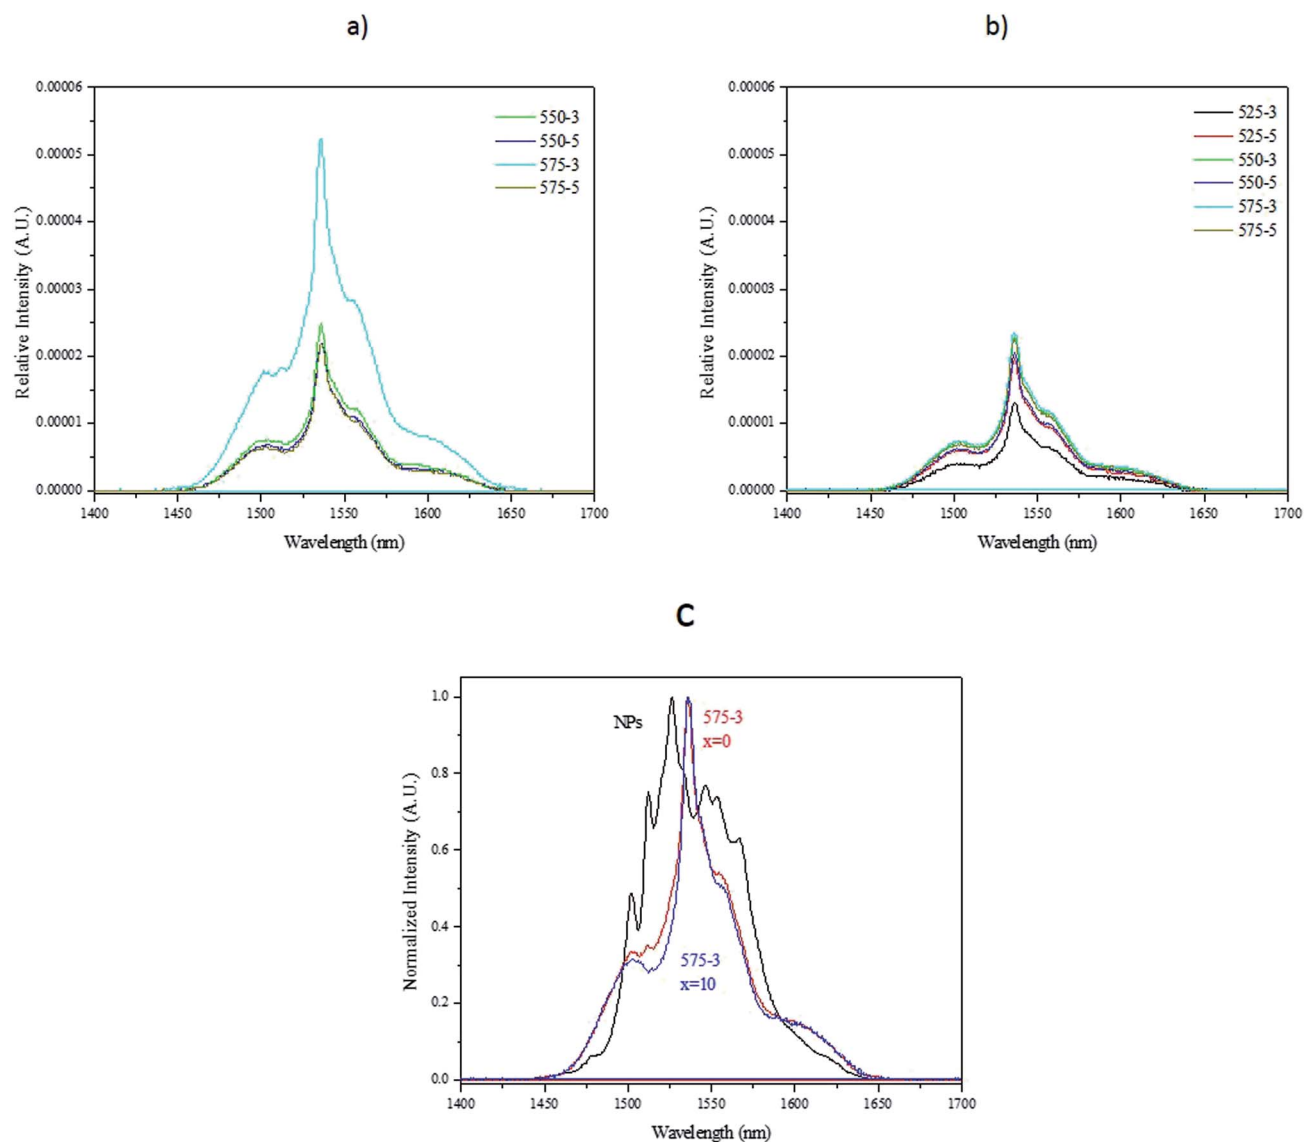 a)
0.00006
0.00005
0.00004
0.00003
0.00002
0.00001
0.00000
Relative Intensity (A.U.)
550-3
550-5
575-3
575-5
1400 1450 1500 1550 1600 1650 1700
Wavelength (nm)
b)
0.00006
0.00005
0.00004
0.00003
0.00002
0.00001
0.00000
Relative Intensity (A.U.)
525-3
525-5
550-3
550-5
575-3
575-5
1400 1450 1500 1550 1600 1650 1700
Wavelength (nm)
C
1.0
0.8
0.6
0.4
0.2
0.0
Normalized Intensity (A.U.)
NPs
575-3
x=0
575-3
x=10
1400 1450 1500 1550 1600 1650 1700
Wavelength (nm)